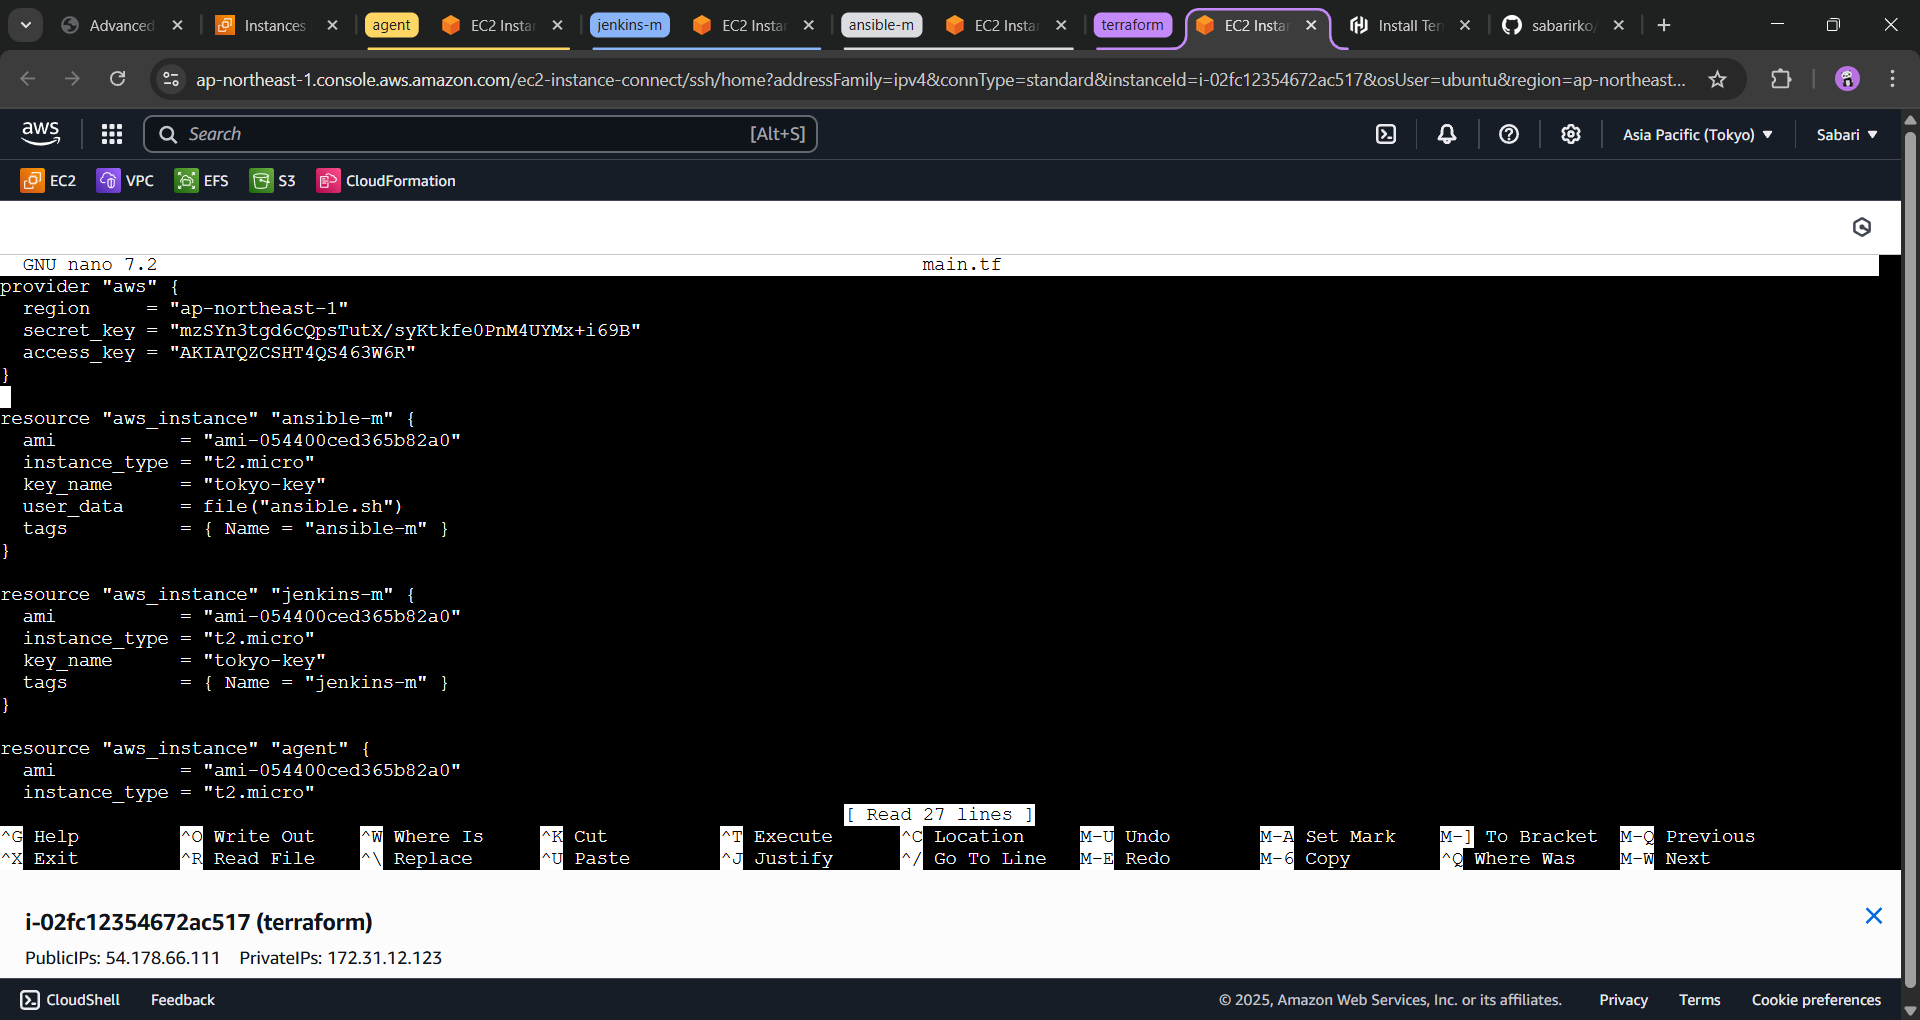 Advanced
Instances
agent
EC2 Insta
jenkins-m
EC2 Insta
ansible-m
EC2 Insta
terraform
EC2 Insta
Install Ter
sabarirko
ap-northeast-1.console.aws.amazon.com/ec2-instance-connect/ssh/home?addressFamily=ipv4&connType=standard&instanceId=i-02fc12354672ac517&osUser=ubuntu&region=ap-northeast...
aws
Search
[Alt+S]
Asia Pacific (Tokyo)
Sabari
EC2
VPC
EFS
S3
CloudFormation
GNU nano 7.2 main.tf
provider "aws" {
  region     = "ap-northeast-1"
  secret_key = "mzSYn3tgd6cQpsTutX/syKtkfe0PnM4UYMx+i69B"
  access_key = "AKIATQZCSHT4QS463W6R"
}
resource "aws_instance" "ansible-m" {
  ami           = "ami-054400ced365b82a0"
  instance_type = "t2.micro"
  key_name      = "tokyo-key"
  user_data     = file("ansible.sh")
  tags          = { Name = "ansible-m" }
}
resource "aws_instance" "jenkins-m" {
  ami           = "ami-054400ced365b82a0"
  instance_type = "t2.micro"
  key_name      = "tokyo-key"
  tags          = { Name = "jenkins-m" }
}
resource "aws_instance" "agent" {
  ami           = "ami-054400ced365b82a0"
  instance_type = "t2.micro"
[ Read 27 lines ]
^G Help ^O Write Out ^W Where Is ^K Cut ^T Execute ^C Location M-U Undo M-A Set Mark M-] To Bracket M-Q Previous
^X Exit ^R Read File ^\ Replace ^U Paste ^J Justify ^/ Go To Line M-E Redo M-6 Copy ^Q Where Was M-W Next
i-02fc12354672ac517 (terraform)
PublicIPs: 54.178.66.111 PrivateIPs: 172.31.12.123
CloudShell Feedback © 2025, Amazon Web Services, Inc. or its affiliates. Privacy Terms Cookie preferences